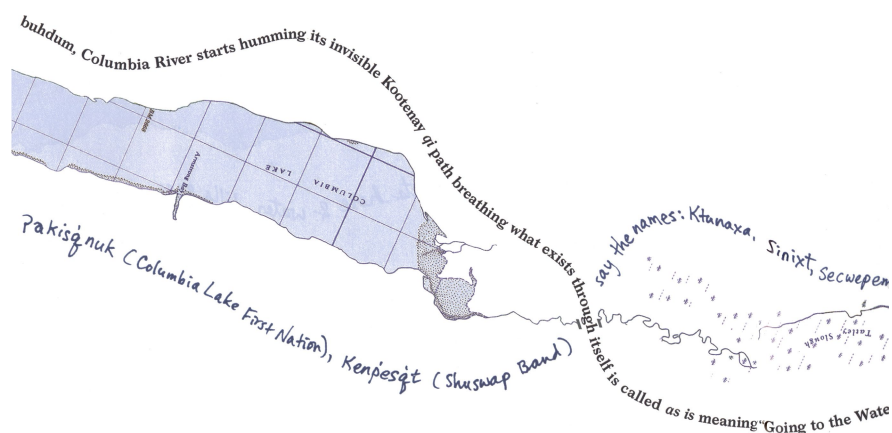 buhdum, Columbia River starts humming its invisible Kootenay qi path breathing what exists through itself is called as is meaning "Going to the Wate
COLUMBIA
LAKE
say the names: Ktunaxa, Sinixt, Secwepem
Tatley
Slough
Pakisq̓nuk (Columbia Lake First Nation), Kenpesq̓t (Shuswap Band)